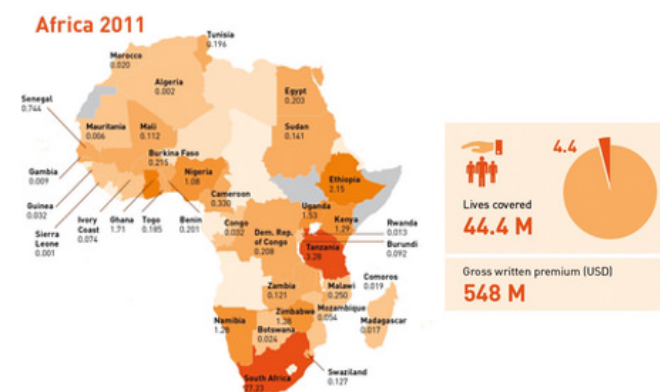 Africa 2011
Tunisia
0.196
Morocco
0.020
Algeria
0.002
Egypt
0.203
Senegal
0.744
Mauritania
0.006
Mali
0.112
Sudan
0.141
Burkina Faso
0.215
Nigeria
1.08
Ethiopia
2.15
Gambia
0.009
Cameroon
0.330
Uganda
1.53
Kenya
1.29
Guinea
0.032
Sierra
Leone
0.001
Ivory
Coast
0.074
Ghana
1.71
Togo
0.185
Benin
0.201
Congo
0.032
Dem. Rep.
of Congo
0.208
Rwanda
0.013
Burundi
0.092
Tanzania
3.28
Comoros
0.019
Zambia
0.121
Malawi
0.250
Mozambique
0.054
Zimbabwe
1.38
Madagascar
0.017
Namibia
1.28
Botswana
0.024
Swaziland
0.127
South Africa
27.23
4.4
Lives covered
44.4 M
Gross written premium (USD)
548 M